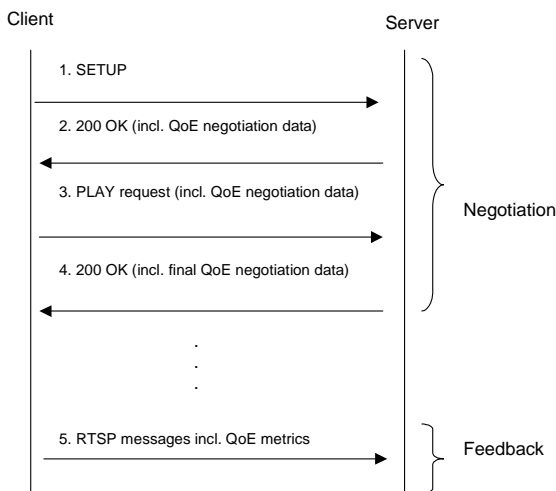 Client
Server
1. SETUP
2. 200 OK (incl. QoE negotiation data)
3. PLAY request (incl. QoE negotiation data)
Negotiation
4. 200 OK (incl. final QoE negotiation data)
.
.
.
5. RTSP messages incl. QoE metrics
Feedback